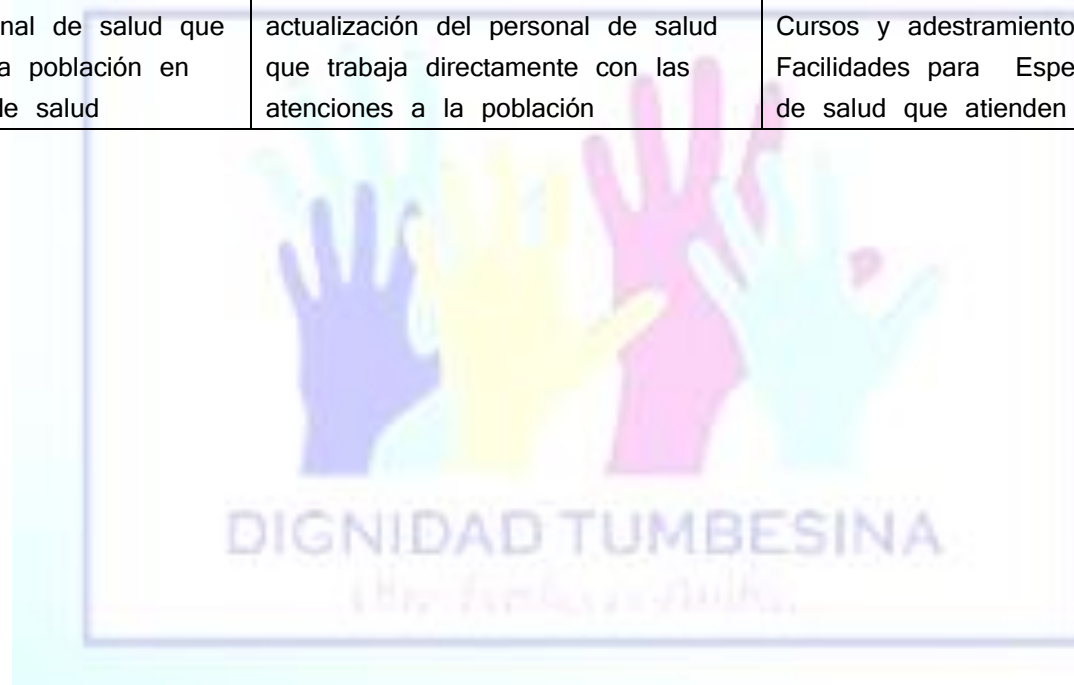 nal de salud que
a población en
de salud
actualización del personal de salud
que trabaja directamente con las
atenciones a la población
Cursos y adestramiento
Facilidades para Espe
de salud que atienden
DIGNIDAD TUMBESINA